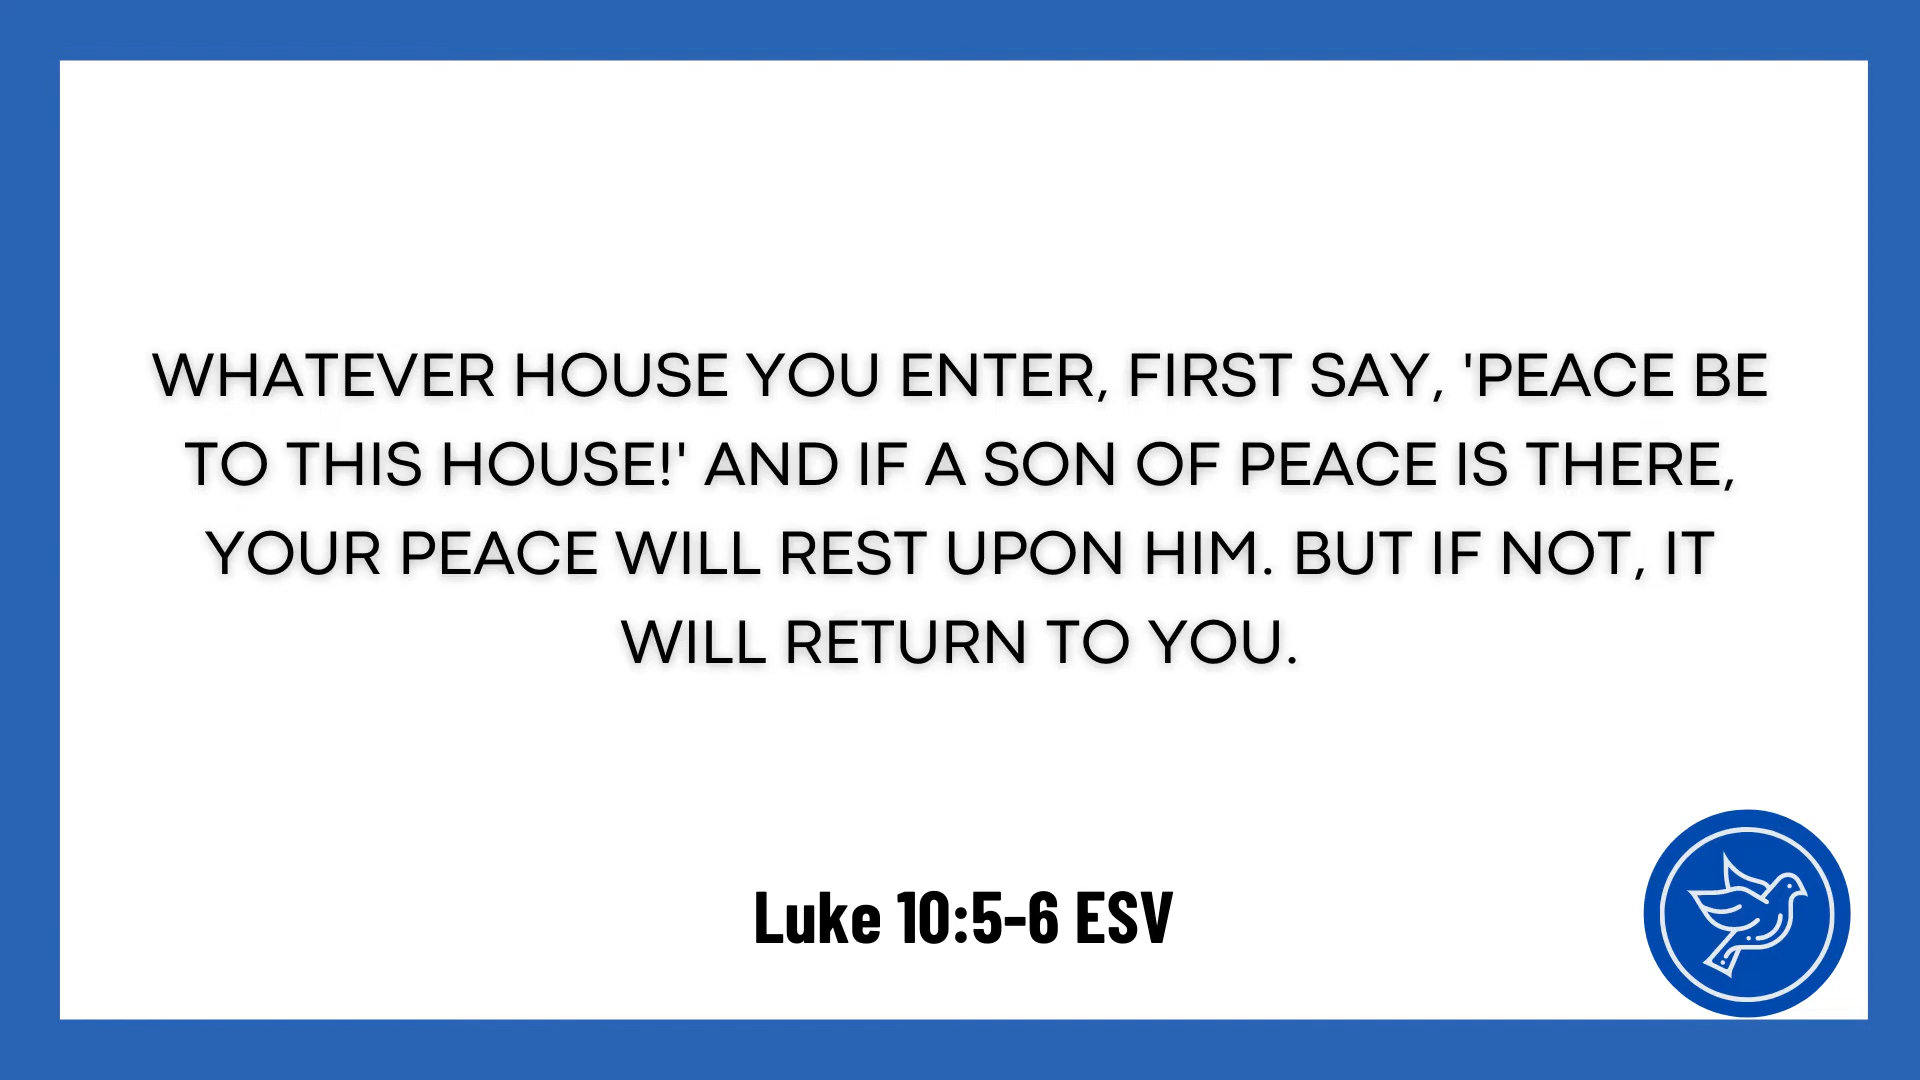 WHATEVER HOUSE YOU ENTER, FIRST SAY, 'PEACE BE
TO THIS HOUSE!' AND IF A SON OF PEACE IS THERE,
YOUR PEACE WILL REST UPON HIM. BUT IF NOT, IT
WILL RETURN TO YOU.
Luke 10:5-6 ESV